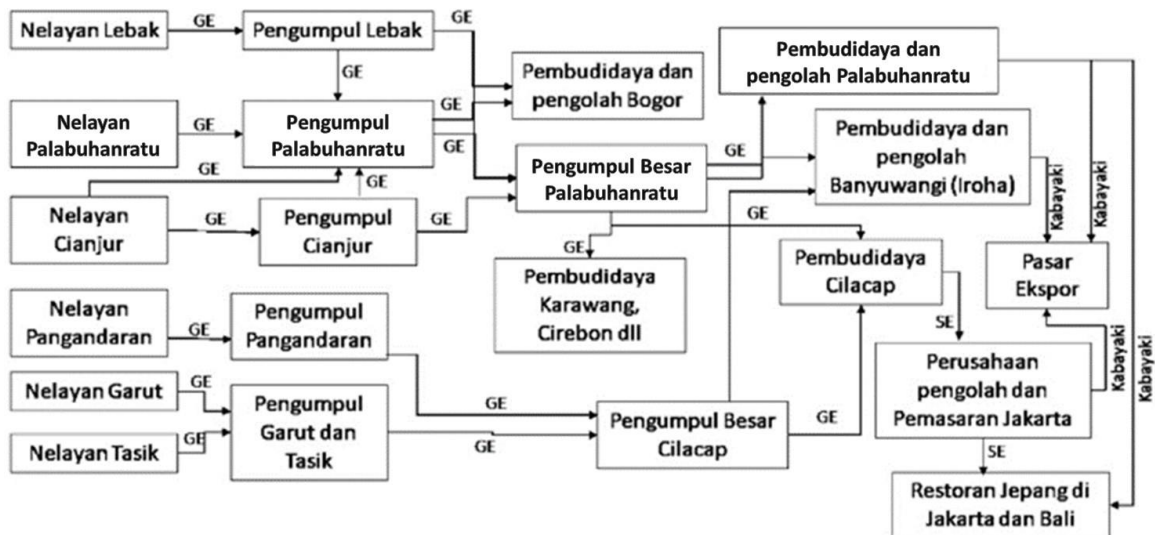 Nelayan Lebak
GE
Pengumpul Lebak
GE
GE
Pembudidaya dan
pengolah Bogor
Pembudidaya dan
pengolah Palabuhanratu
Nelayan
Palabuhanratu
GE
Pengumpul
Palabuhanratu
GE
GE
Pengumpul Besar
Palabuhanratu
GE
Pembudidaya dan
pengolah
Banyuwangi (Iroha)
Kabayaki
Kabayaki
GE
GE
Nelayan
Cianjur
GE
Pengumpul
Cianjur
GE
GE
GE
Pembudidaya
Karawang,
Cirebon dll
Pembudidaya
Cilacap
Pasar
Ekspor
Nelayan
Pangandaran
GE
Pengumpul
Pangandaran
SE
Perusahaan
pengolah dan
Pemasaran Jakarta
Kabayaki
Kabayaki
Nelayan Garut
GE
Nelayan Tasik
GE
Pengumpul
Garut dan
Tasik
GE
GE
Pengumpul Besar
Cilacap
GE
SE
Restoran Jepang di
Jakarta dan Bali